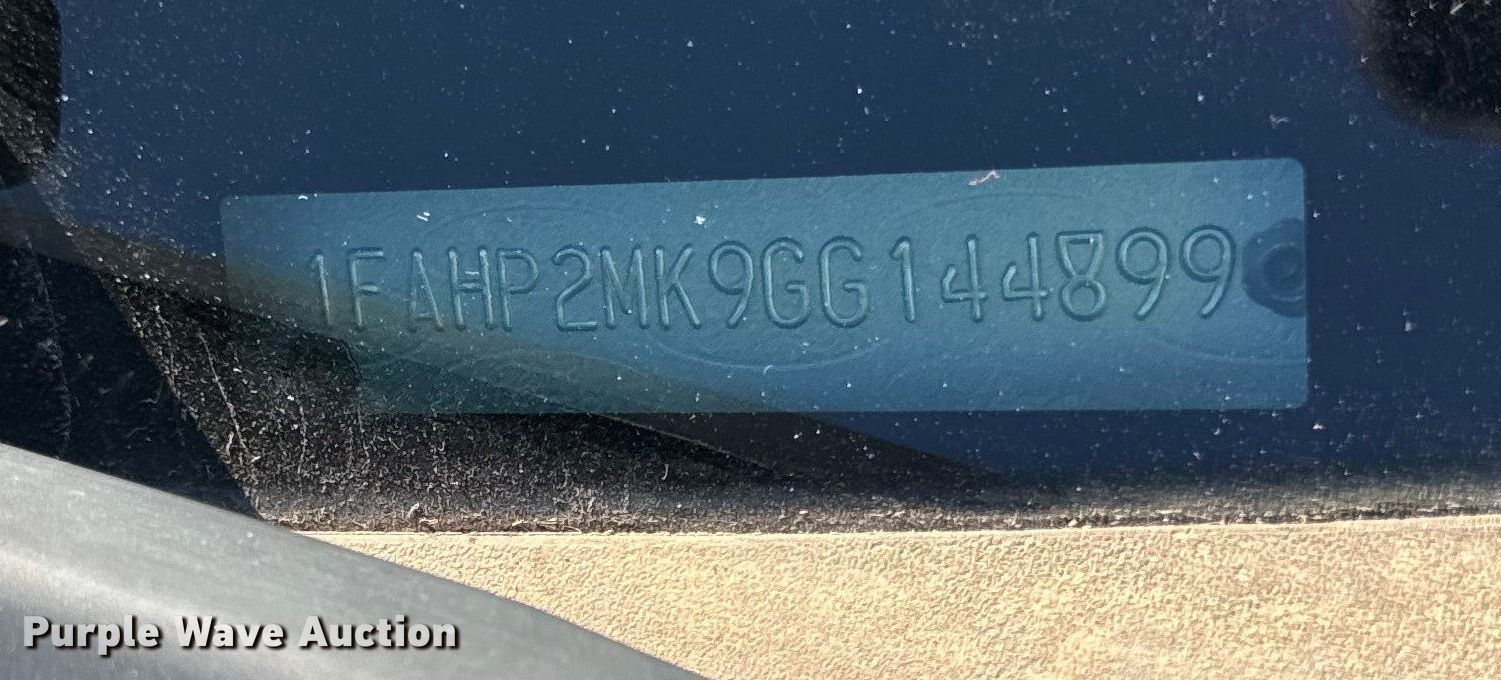 1FAHP2MK9GG144899
Purple Wave Auction